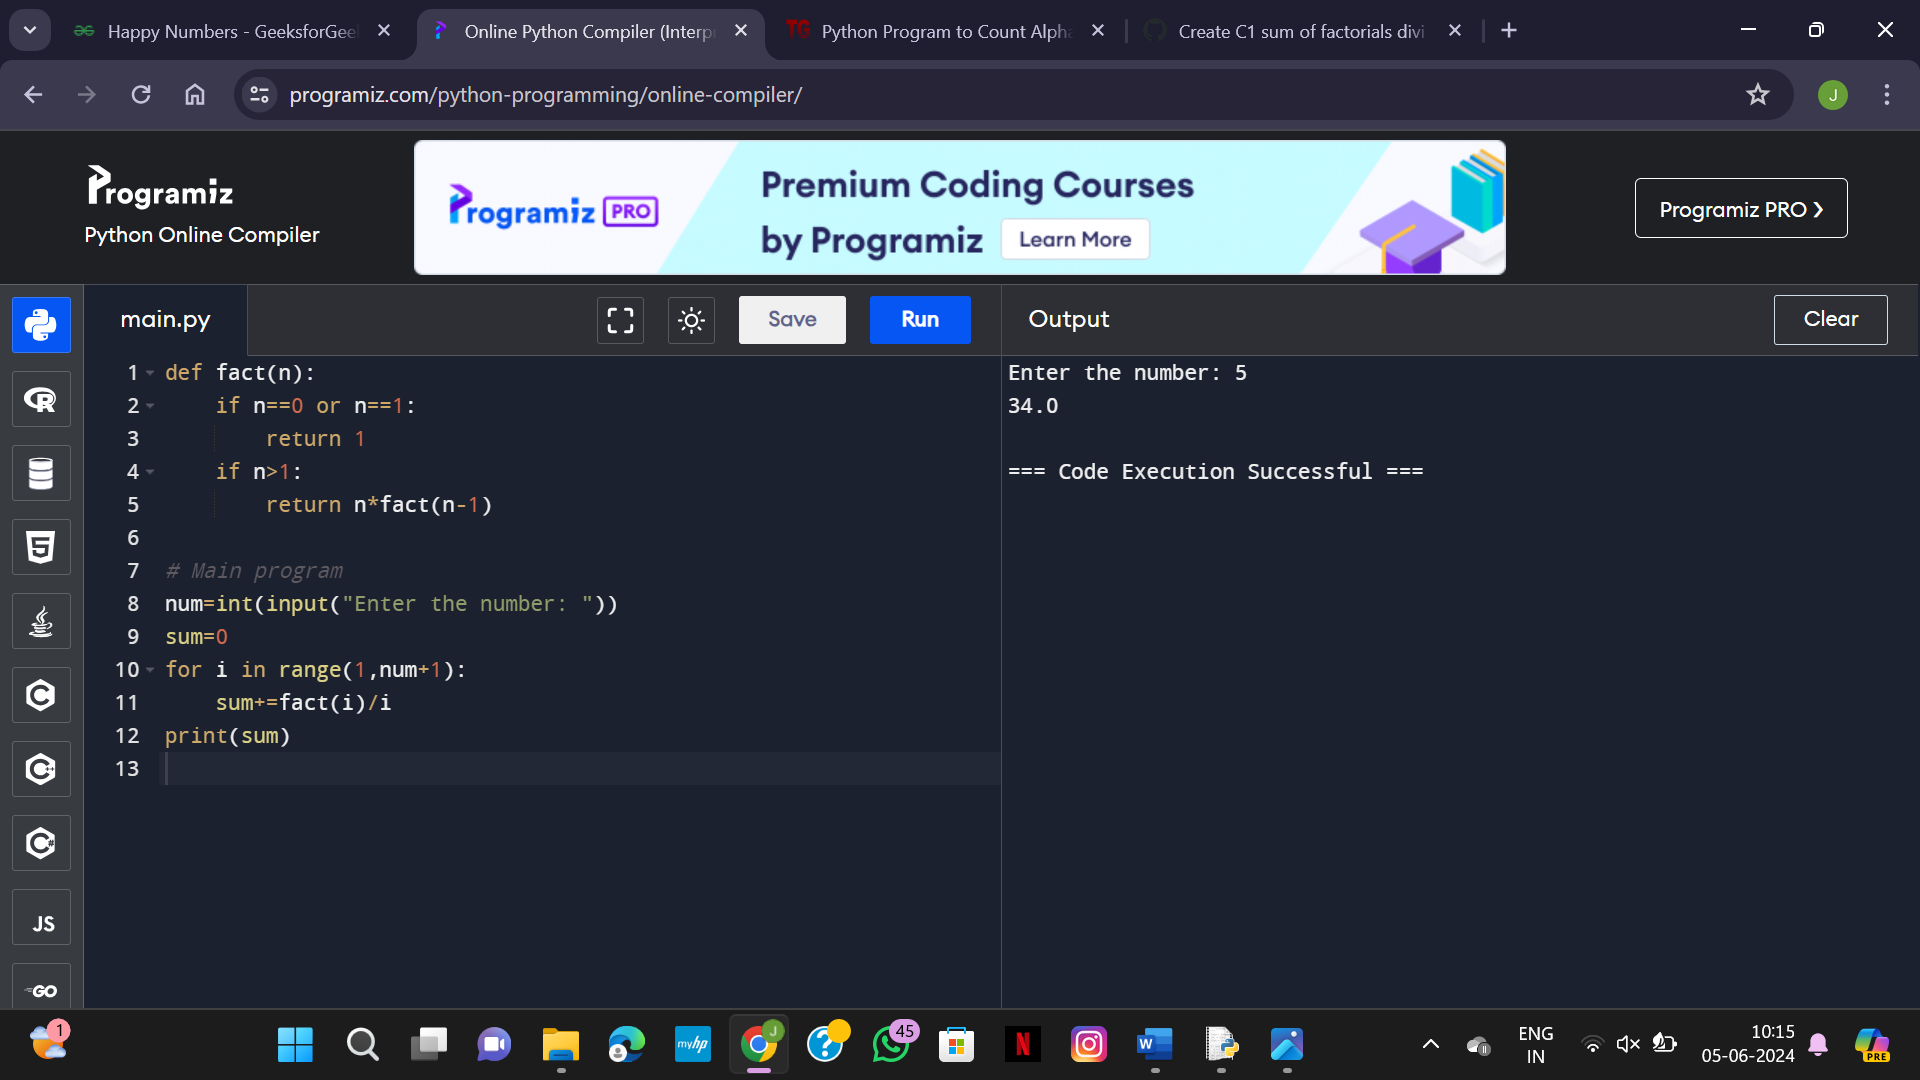 Happy Numbers - GeeksforGee
Online Python Compiler (Interp
TG
Python Program to Count Alpha
Create C1 sum of factorials divi
programiz.com/python-programming/online-compiler/
J
Programiz
Python Online Compiler
Programiz PRO
Premium Coding Courses
by Programiz
Learn More
Programiz PRO ❯
main.py
Save
Run
Output
Clear
1 def fact(n):
2 if n==0 or n==1:
3 return 1
4 if n>1:
5 return n*fact(n-1)
6
7 # Main program
8 num=int(input("Enter the number: "))
9 sum=0
10 for i in range(1,num+1):
11 sum+=fact(i)/i
12 print(sum)
13
Enter the number: 5
34.0
=== Code Execution Successful ===
R
5
C
C++
C#
JS
GO
1
myhp
J
?
45
N
W
ENG
IN
10:15
05-06-2024
PRE